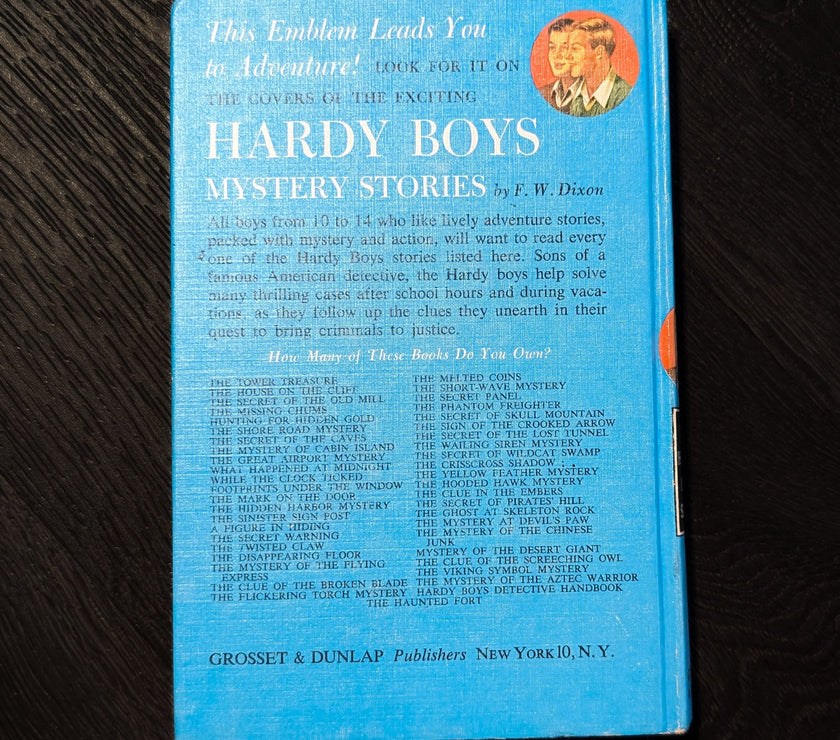 This Emblem Leads You
to Adventure! LOOK FOR IT ON
THE COVERS OF THE EXCITING
HARDY BOYS
MYSTERY STORIES by F. W. Dixon
All boys from 10 to 14 who like lively adventure stories,
packed with mystery and action, will want to read every
one of the Hardy Boys stories listed here. Sons of a
famous American detective, the Hardy boys help solve
many thrilling cases after school hours and during vaca-
tions, as they follow up the clues they unearth in their
quest to bring criminals to justice.
How Many of These Books Do You Own?
THE TOWER TREASURE
THE HOUSE ON THE CLIFF
THE SECRET OF THE OLD MILL
THE MISSING CHUMS
HUNTING FOR HIDDEN GOLD
THE SHORE ROAD MYSTERY
THE SECRET OF THE CAVES
THE MYSTERY OF CABIN ISLAND
THE GREAT AIRPORT MYSTERY
WHAT HAPPENED AT MIDNIGHT
WHILE THE CLOCK TICKED
FOOTPRINTS UNDER THE WINDOW
THE MARK ON THE DOOR
THE HIDDEN HARBOR MYSTERY
THE SINISTER SIGN POST
A FIGURE IN HIDING
THE SECRET WARNING
THE TWISTED CLAW
THE DISAPPEARING FLOOR
THE MYSTERY OF THE FLYING
EXPRESS
THE CLUE OF THE BROKEN BLADE
THE FLICKERING TORCH MYSTERY
THE MELTED COINS
THE SHORT-WAVE MYSTERY
THE SECRET PANEL
THE PHANTOM FREIGHTER
THE SECRET OF SKULL MOUNTAIN
THE SIGN OF THE CROOKED ARROW
THE SECRET OF THE LOST TUNNEL
THE WAILING SIREN MYSTERY
THE SECRET OF WILDCAT SWAMP
THE CRISSCROSS SHADOW
THE YELLOW FEATHER MYSTERY
THE HOODED HAWK MYSTERY
THE CLUE IN THE EMBERS
THE SECRET OF PIRATES' HILL
THE GHOST AT SKELETON ROCK
THE MYSTERY AT DEVIL'S PAW
THE MYSTERY OF THE CHINESE
JUNK
MYSTERY OF THE DESERT GIANT
THE CLUE OF THE SCREECHING OWL
THE VIKING SYMBOL MYSTERY
THE MYSTERY OF THE AZTEC WARRIOR
HARDY BOYS DETECTIVE HANDBOOK
THE HAUNTED FORT
GROSSET & DUNLAP Publishers NEW YORK 10, N. Y.